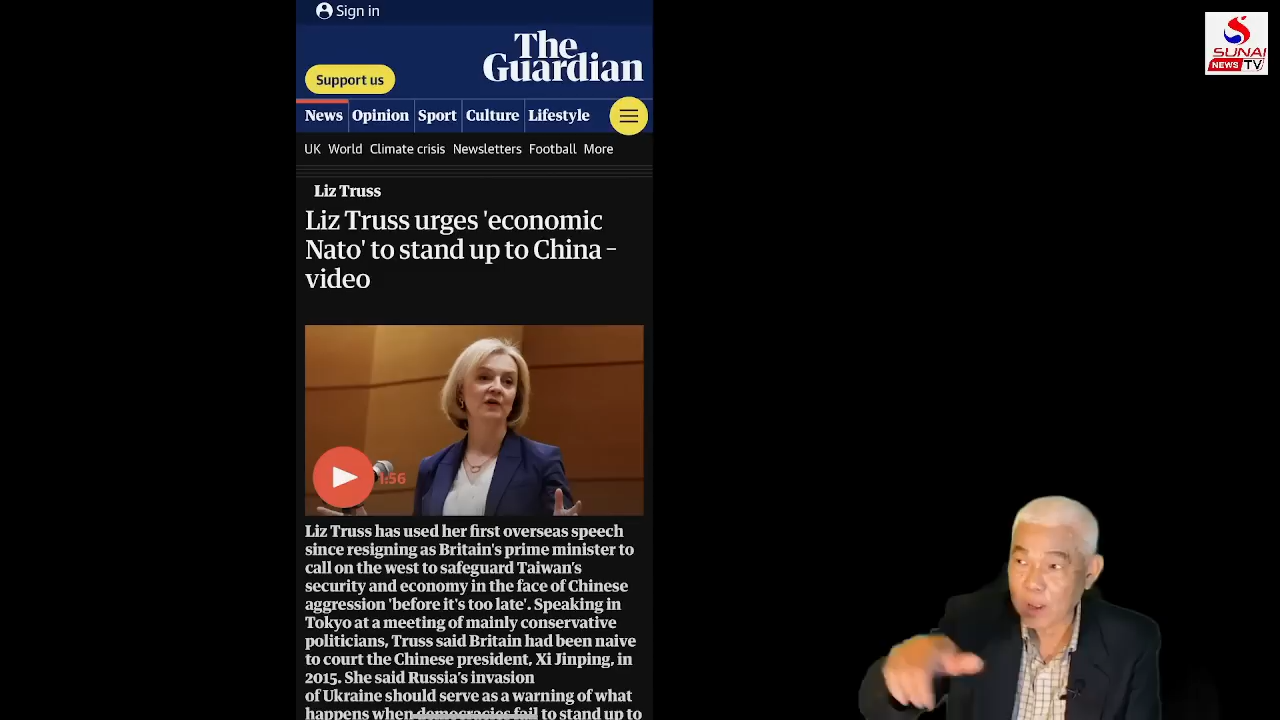 Sign in
SUNAI
NEWS TV
The
Guardian
Support us
News Opinion Sport Culture Lifestyle
UK World Climate crisis Newsletters Football More
Liz Truss
Liz Truss urges 'economic
Nato' to stand up to China –
video
1:56
Liz Truss has used her first overseas speech
since resigning as Britain's prime minister to
call on the west to safeguard Taiwan's
security and economy in the face of Chinese
aggression 'before it's too late'. Speaking in
Tokyo at a meeting of mainly conservative
politicians, Truss said Britain had been naive
to court the Chinese president, Xi Jinping, in
2015. She said Russia’s invasion
of Ukraine should serve as a warning of what
happens when democracies fail to stand up to